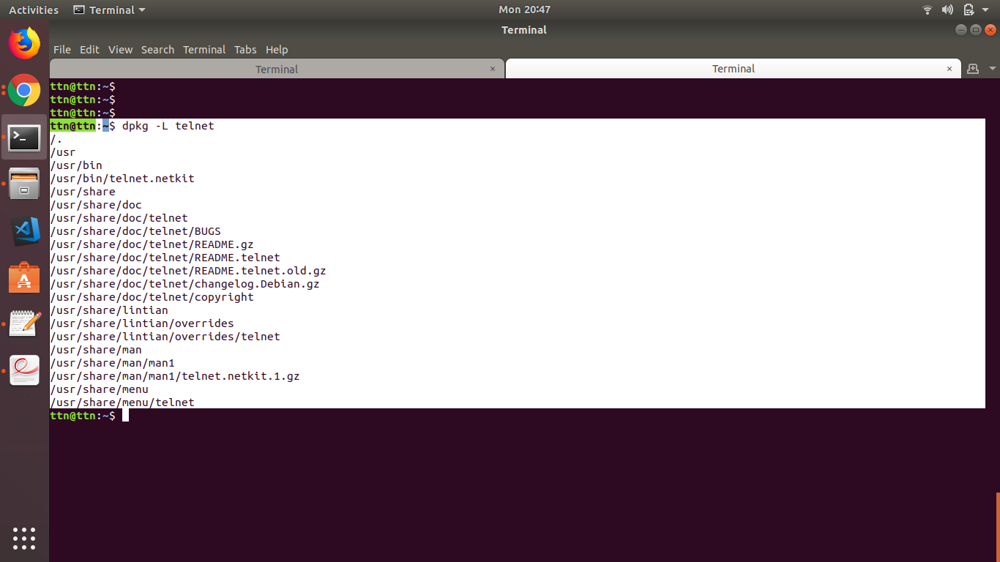 Activities Terminal Mon 20:47
Terminal
File Edit View Search Terminal Tabs Help
Terminal × Terminal ×
ttn@ttn:~$
ttn@ttn:~$
ttn@ttn:~$
ttn@ttn:~$ dpkg -L telnet
/.
/usr
/usr/bin
/usr/bin/telnet.netkit
/usr/share
/usr/share/doc
/usr/share/doc/telnet
/usr/share/doc/telnet/BUGS
/usr/share/doc/telnet/README.gz
/usr/share/doc/telnet/README.telnet
/usr/share/doc/telnet/README.telnet.old.gz
/usr/share/doc/telnet/changelog.Debian.gz
/usr/share/doc/telnet/copyright
/usr/share/lintian
/usr/share/lintian/overrides
/usr/share/lintian/overrides/telnet
/usr/share/man
/usr/share/man/man1
/usr/share/man/man1/telnet.netkit.1.gz
/usr/share/menu
/usr/share/menu/telnet
ttn@ttn:~$